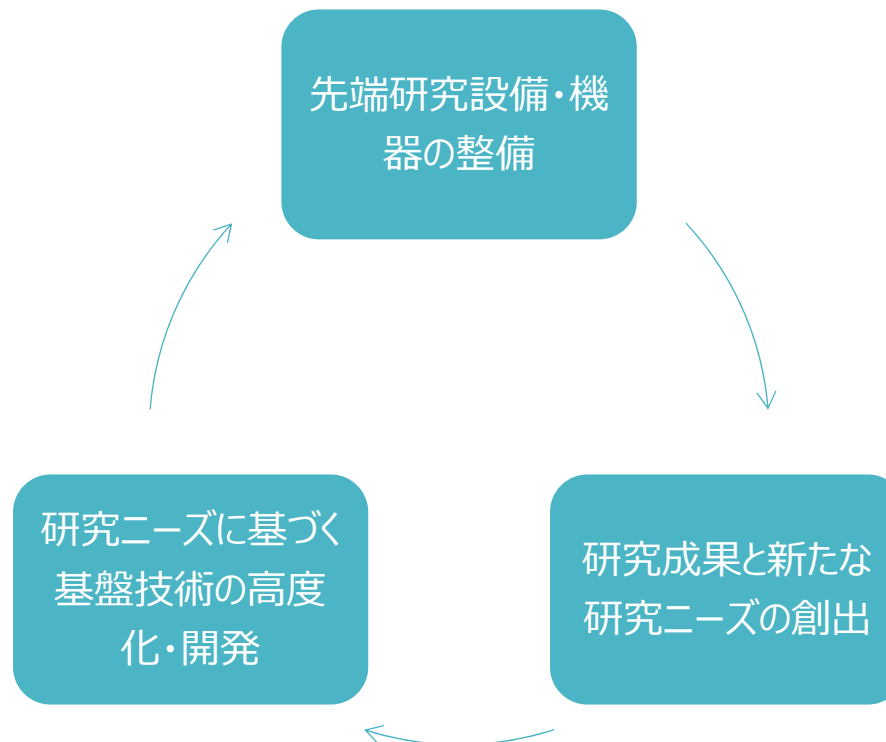 先端研究設備・機
器の整備
研究ニーズに基づく
基盤技術の高度
化・開発
研究成果と新たな
研究ニーズの創出